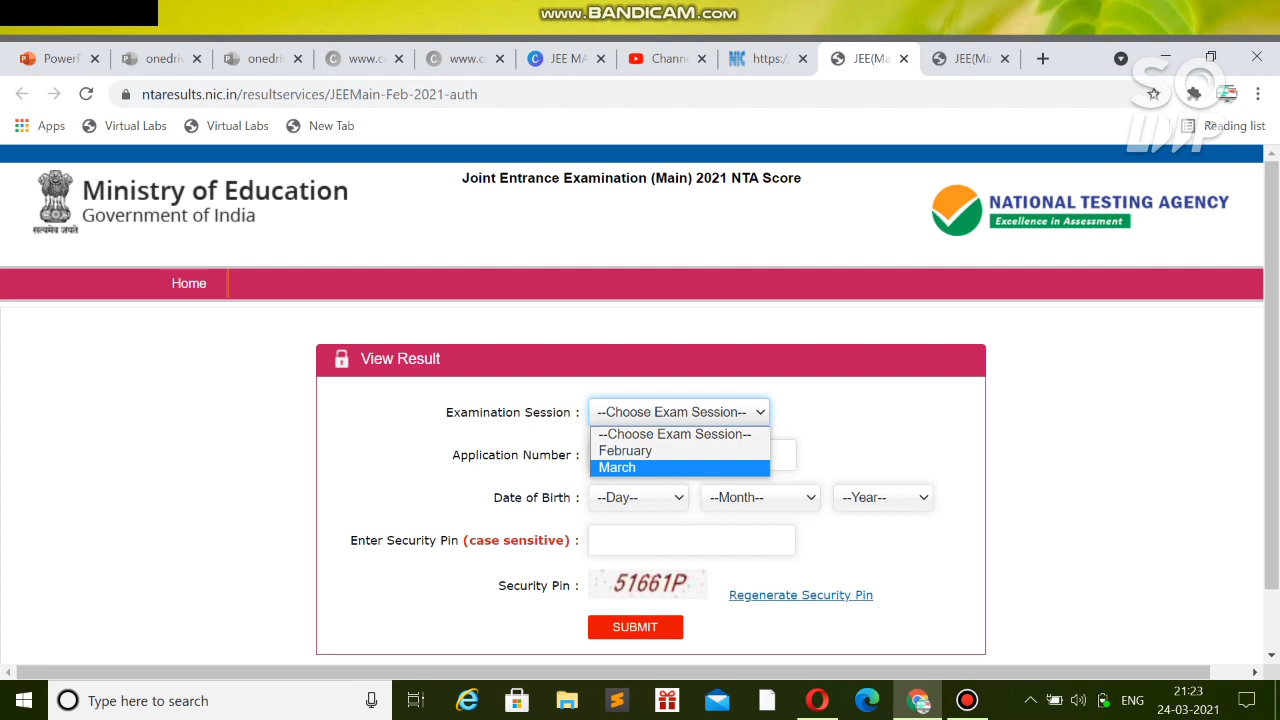 www.BANDICAM.com
PowerP
onedriv
onedriv
www.c
www.ca
JEE MA
Chann
NIC
https:/
JEE(Ma
JEE(Ma
ntaresults.nic.in/resultservices/JEEMain-Feb-2021-auth
Apps
Virtual Labs
Virtual Labs
New Tab
Reading list
Ministry of Education
Government of India
सत्यमेव जयते
Joint Entrance Examination (Main) 2021 NTA Score
NATIONAL TESTING AGENCY
Excellence in Assessment
Home
View Result
Examination Session :
--Choose Exam Session--
--Choose Exam Session--
February
March
Application Number :
Date of Birth :
--Day--
--Month--
--Year--
Enter Security Pin (case sensitive) :
Security Pin :
51661P
Regenerate Security Pin
SUBMIT
Type here to search
ENG
21:23
24-03-2021